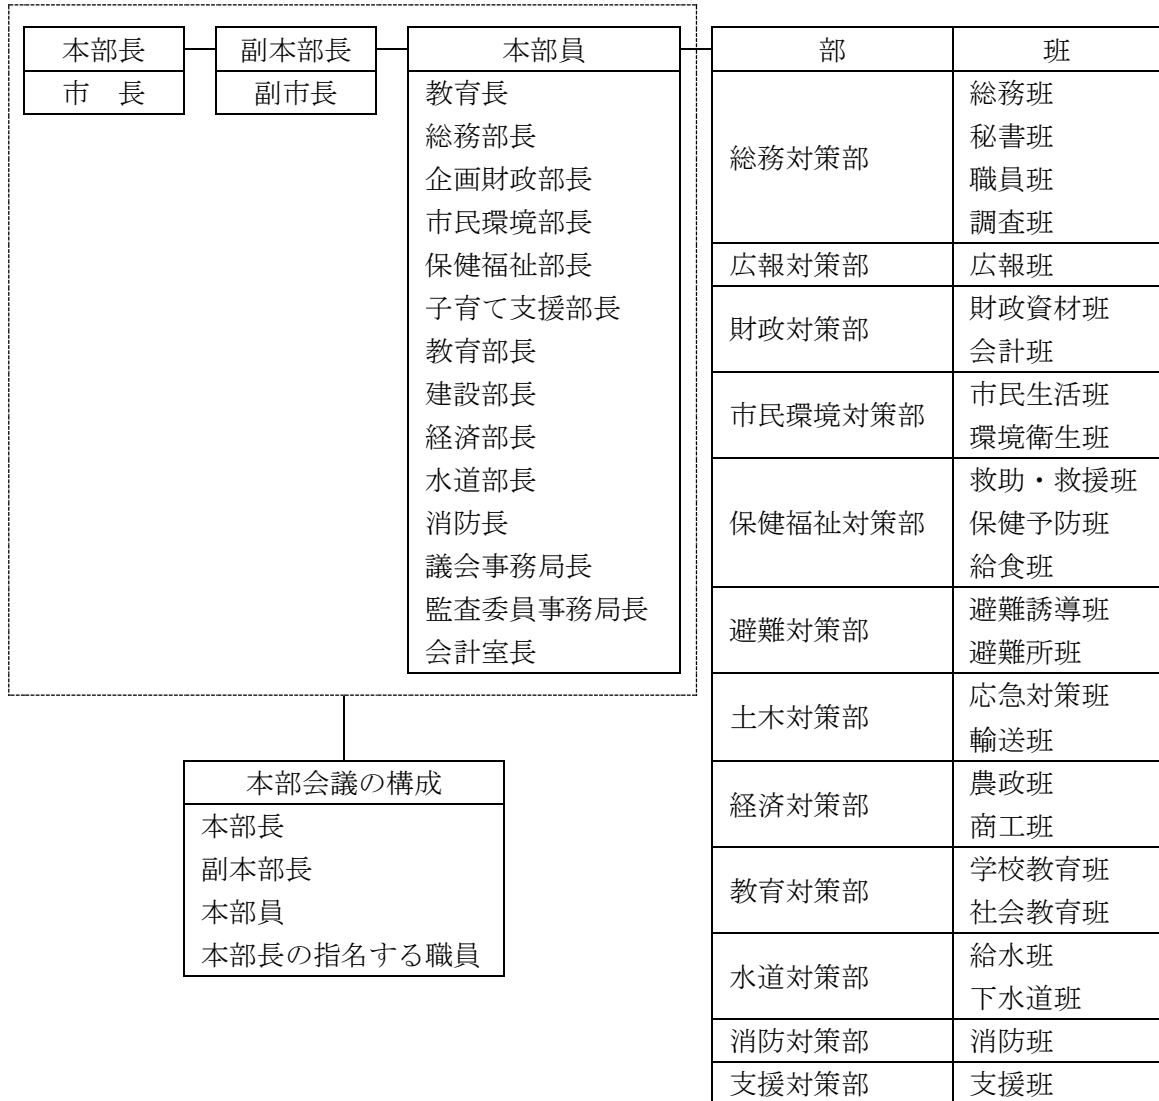 本部長
市　長
副本部長
副市長
本部員
教育長
総務部長
企画財政部長
市民環境部長
保健福祉部長
子育て支援部長
教育部長
建設部長
経済部長
水道部長
消防長
議会事務局長
監査委員事務局長
会計室長
本部会議の構成
本部長
副本部長
本部員
本部長の指名する職員
部
班
総務対策部
総務班
秘書班
職員班
調査班
広報対策部
広報班
財政対策部
財政資材班
会計班
市民環境対策部
市民生活班
環境衛生班
保健福祉対策部
救助・救援班
保健予防班
給食班
避難対策部
避難誘導班
避難所班
土木対策部
応急対策班
輸送班
経済対策部
農政班
商工班
教育対策部
学校教育班
社会教育班
水道対策部
給水班
下水道班
消防対策部
消防班
支援対策部
支援班